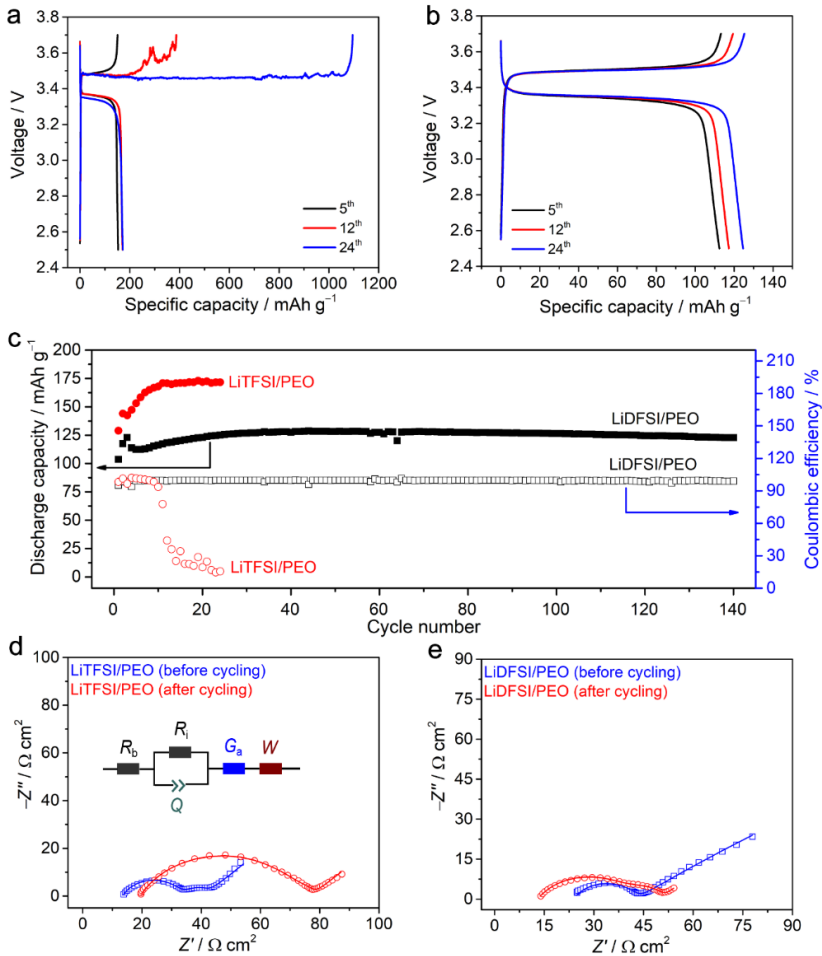 a
3.8
3.6
3.4
3.2
3.0
2.8
2.6
2.4
Voltage / V
5th
12th
24th
0 200 400 600 800 1000 1200
Specific capacity / mAh g−1
b
3.8
3.6
3.4
3.2
3.0
2.8
2.6
2.4
Voltage / V
5th
12th
24th
0 20 40 60 80 100 120 140
Specific capacity / mAh g−1
c
200
175
150
125
100
75
50
25
0
Discharge capacity / mAh g−1
LiTFSI/PEO
LiDFSI/PEO
LiDFSI/PEO
LiTFSI/PEO
210
180
150
120
90
60
30
0
Coulombic efficiency / %
0 20 40 60 80 100 120 140
Cycle number
d
100
80
60
40
20
0
−Z″ / Ω cm2
LiTFSI/PEO (before cycling)
LiTFSI/PEO (after cycling)
Rb
Ri
Ga
W
Q
0 20 40 60 80 100
Z′ / Ω cm2
e
90
75
60
45
30
15
0
−Z″ / Ω cm2
LiDFSI/PEO (before cycling)
LiDFSI/PEO (after cycling)
0 15 30 45 60 75 90
Z′ / Ω cm2